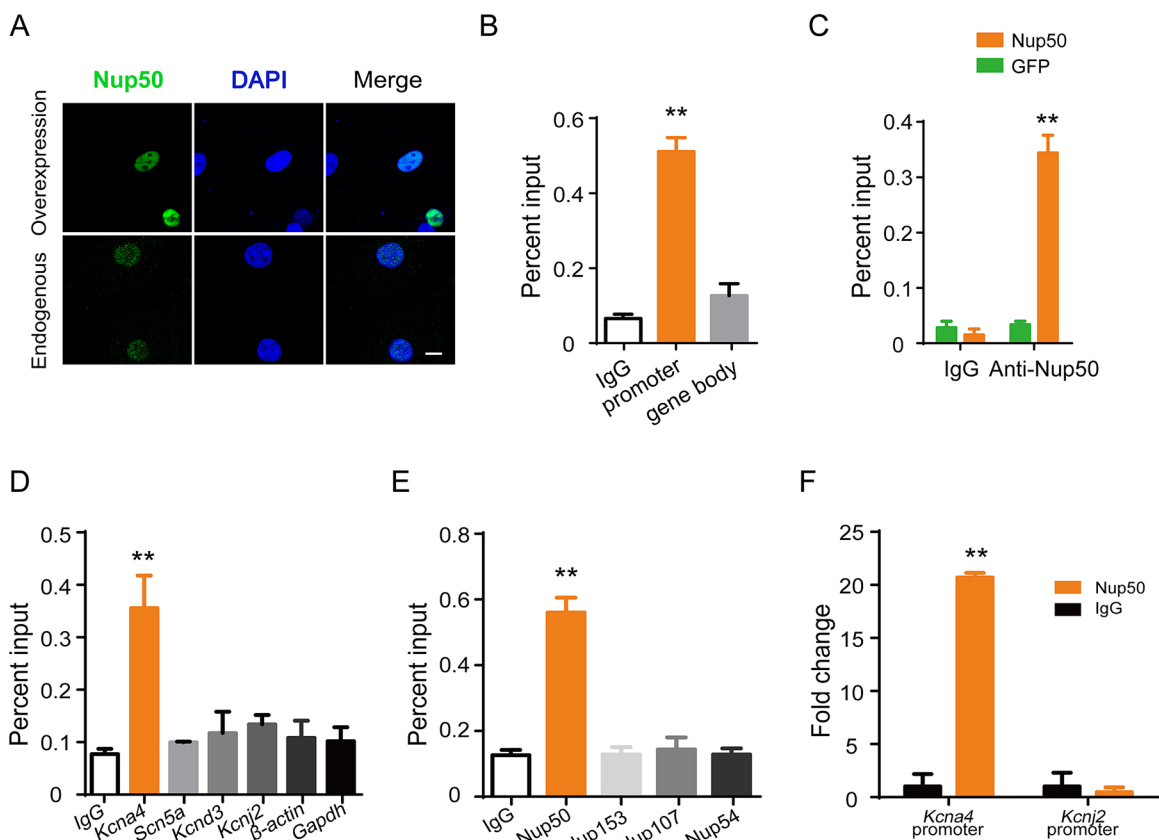 A
Nup50 DAPI Merge
Overexpression
Endogenous
B
Percent input
0.6
0.4
0.2
0
**
IgG
promoter
gene body
C
Nup50
GFP
Percent input
0.4
0.3
0.1
0
**
IgG Anti-Nup50
D
Percent input
0.5
0.4
0.3
0.2
0.1
0
**
IgG
Kcna4
Scn5a
Kcnd3
Kcnj2
β-actin
Gapdh
E
Percent input
0.8
0.6
0.4
0.2
0
**
IgG
Nup50
Nup153
Nup107
Nup54
F
Fold change
25
20
15
10
5
0
**
Nup50
IgG
Kcna4
promoter
Kcnj2
promoter